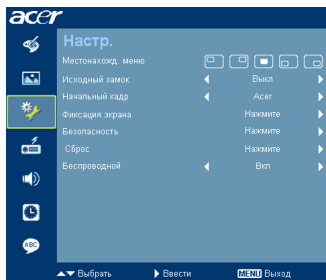 acer
Настр.
Местонахожд. меню
Исходный замок Выкл
Начальный кадр Acer
Фиксация экрана Нажмите
Безопасность Нажмите
Сброс Нажмите
Беспроводной Вкл
ABC
Выбрать Ввести MENU Выход